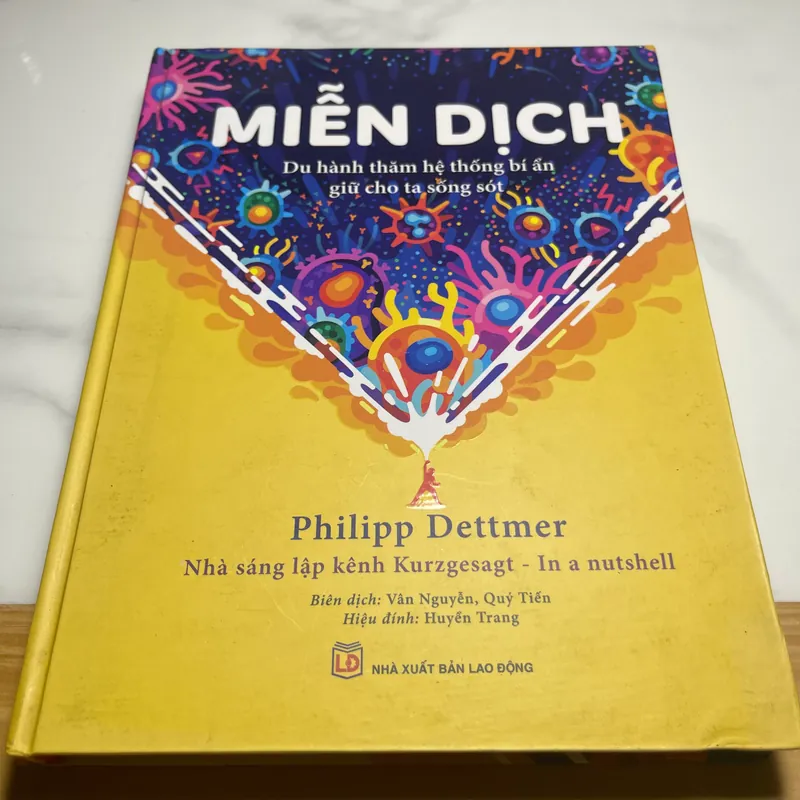 MIỄN DỊCH
Du hành thăm hệ thống bí ẩn
giữ cho ta sống sót
Philipp Dettmer
Nhà sáng lập kênh Kurzgesagt - In a nutshell
Biên dịch: Vân Nguyễn, Quý Tiến
Hiệu đính: Huyền Trang
LĐ NHÀ XUẤT BẢN LAO ĐỘNG